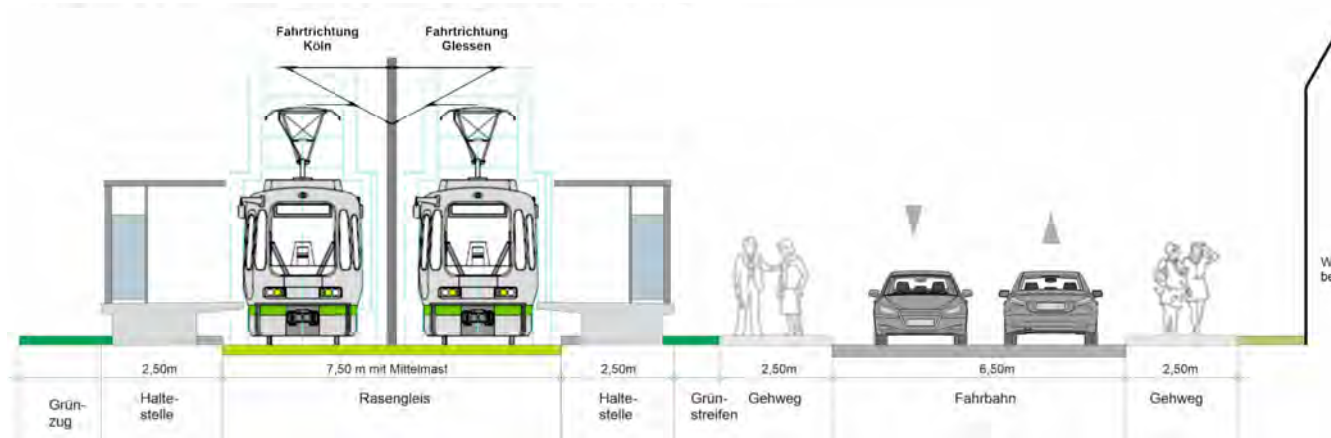 Fahrtrichtung
Köln
Fahrtrichtung
Glessen
W
be
2,50m
7,50 m mit Mittelmast
2,50m
2,50m
6,50m
2,50m
Grün-
zug
Halte-
stelle
Rasengleis
Halte-
stelle
Grün-
streifen
Gehweg
Fahrbahn
Gehweg